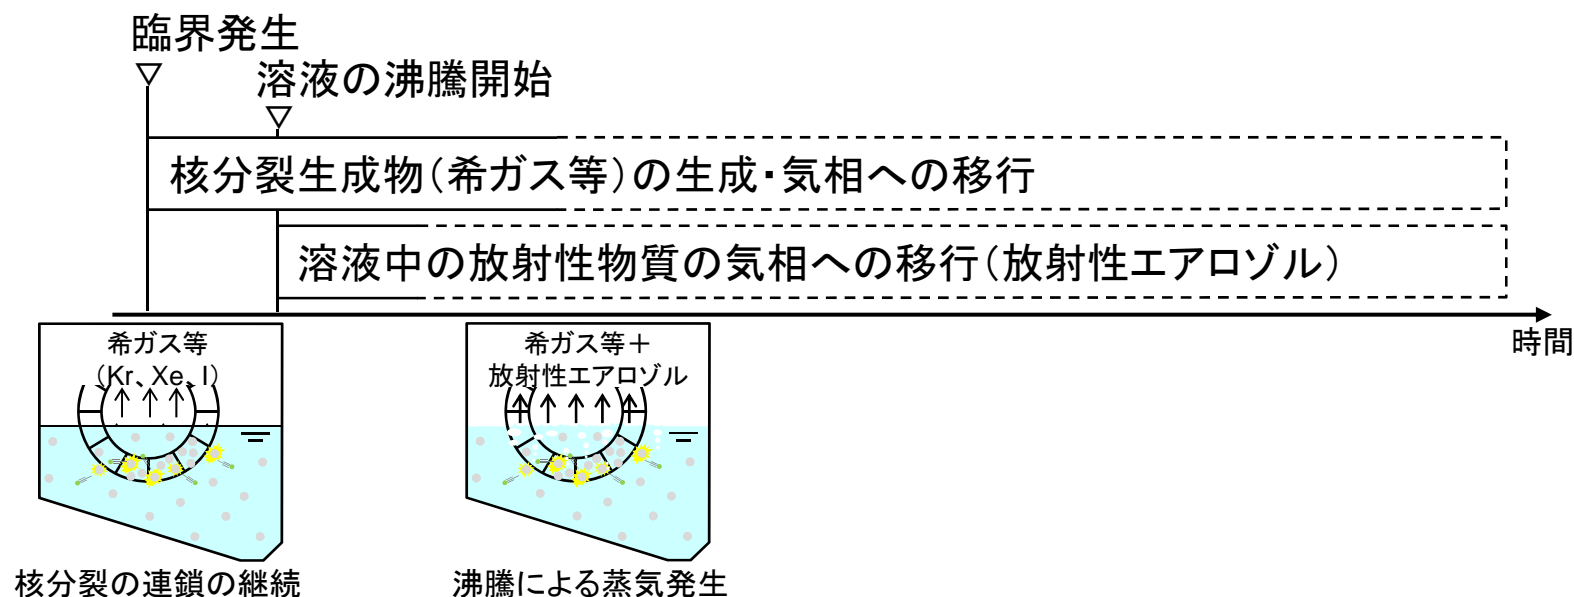 臨界発生
溶液の沸騰開始
核分裂生成物(希ガス等)の生成・気相への移行
溶液中の放射性物質の気相への移行(放射性エアロゾル)
時間
希ガス等
(Kr、Xe、I)
希ガス等+
放射性エアロゾル
核分裂の連鎖の継続
沸騰による蒸気発生